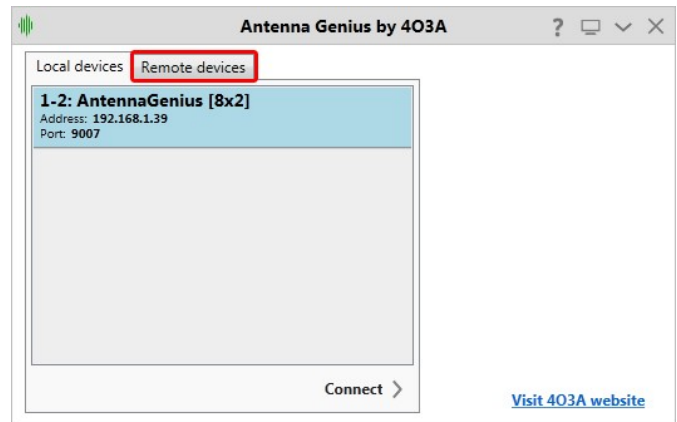 Antenna Genius by 4O3A ?
Local devices Remote devices
1-2: AntennaGenius [8x2]
Address: 192.168.1.39
Port: 9007
Connect
Visit 4O3A website